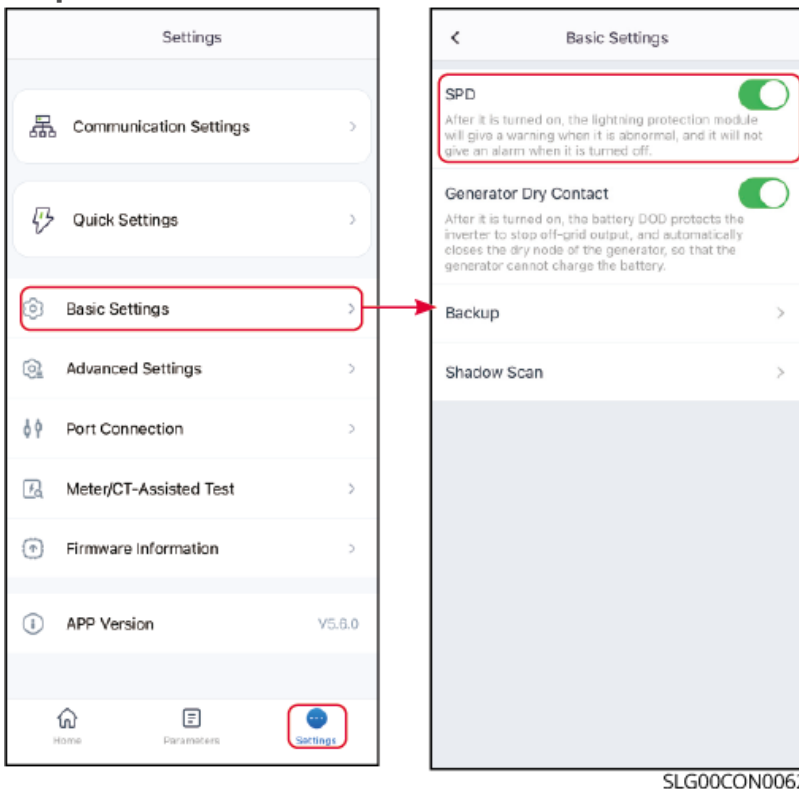 Settings
Communication Settings
Quick Settings
Basic Settings
Advanced Settings
Port Connection
Meter/CT-Assisted Test
Firmware Information
APP Version V5.6.0
Home Parameters Settings
Basic Settings
SPD
After it is turned on, the lightning protection module
will give a warning when it is abnormal, and it will not
give an alarm when it is turned off.
Generator Dry Contact
After it is turned on, the battery DOD protects the
inverter to stop off-grid output, and automatically
closes the dry node of the generator, so that the
generator cannot charge the battery.
Backup
Shadow Scan